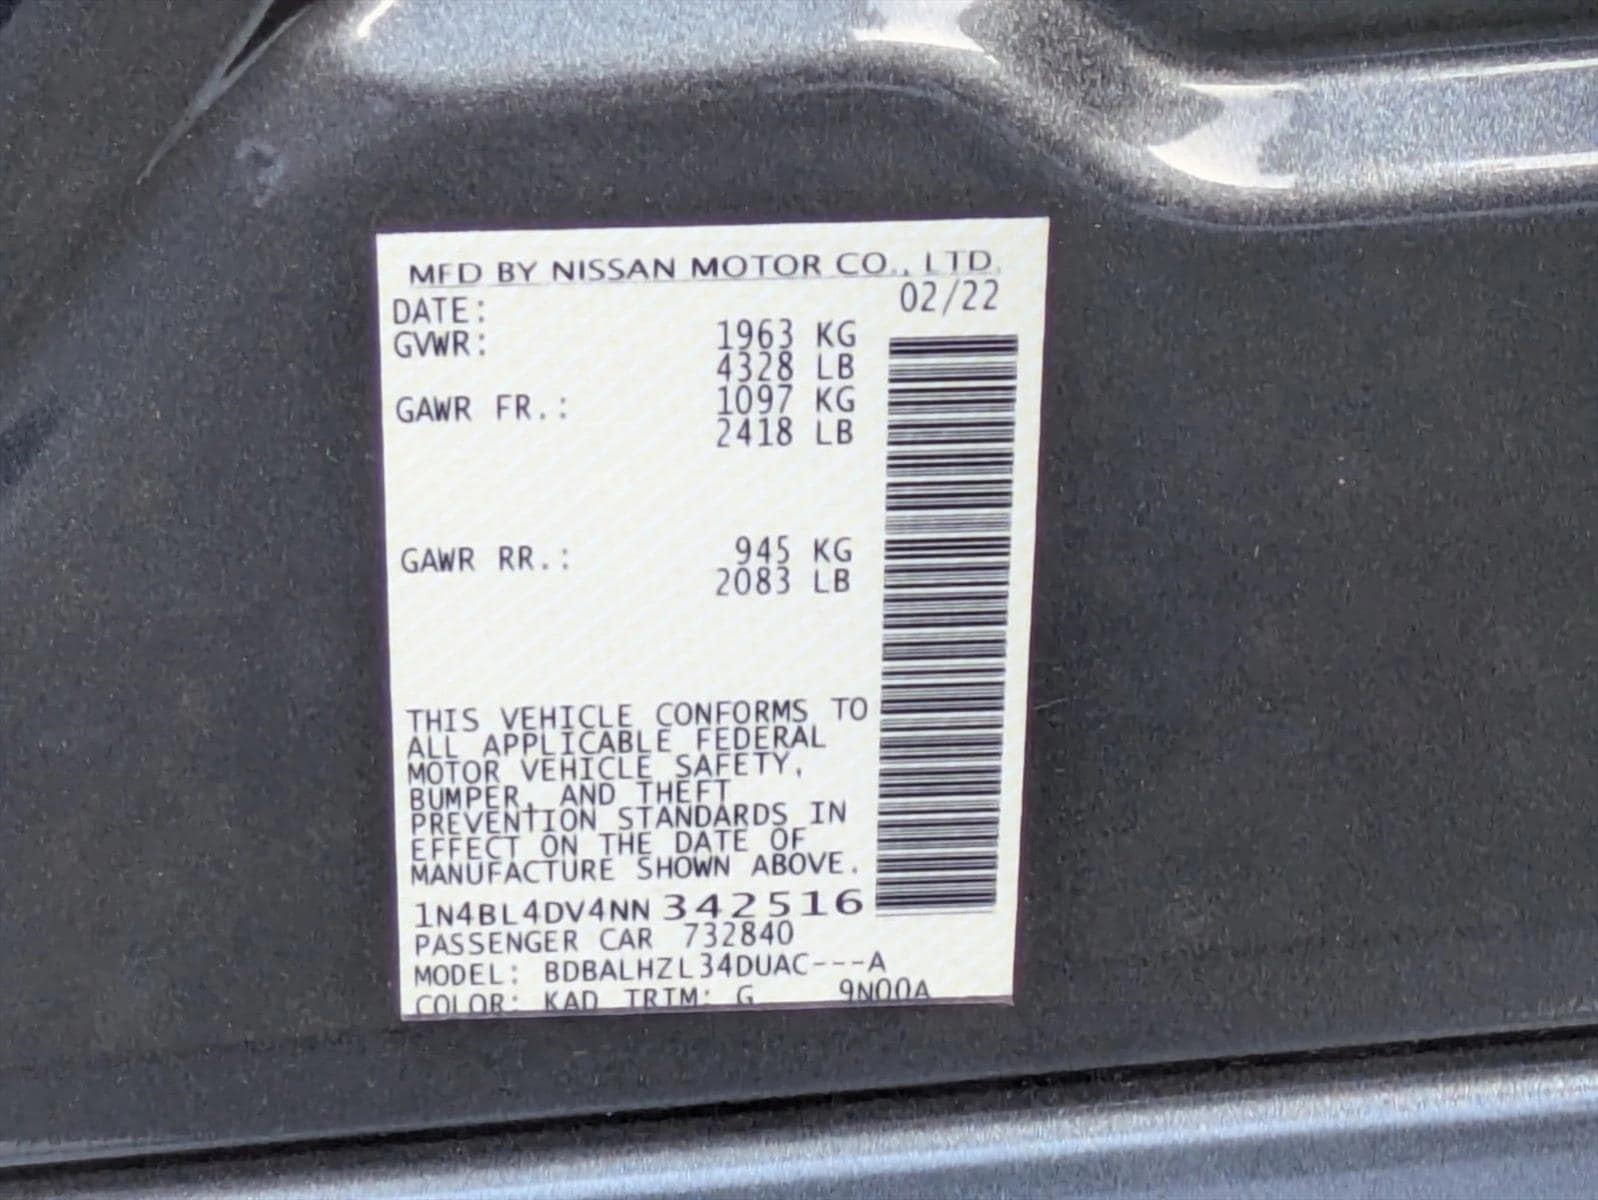 MFD BY NISSAN MOTOR CO., LTD.
DATE: 02/22
GVWR: 1963 KG
4328 LB
GAWR FR.: 1097 KG
2418 LB
GAWR RR.: 945 KG
2083 LB
THIS VEHICLE CONFORMS TO
ALL APPLICABLE FEDERAL
MOTOR VEHICLE SAFETY,
BUMPER, AND THEFT
PREVENTION STANDARDS IN
EFFECT ON THE DATE OF
MANUFACTURE SHOWN ABOVE.
1N4BL4DV4NN342516
PASSENGER CAR 732840
MODEL: BDBALHZL34DUAC---A
COLOR: KAD TRIM: G 9N00A